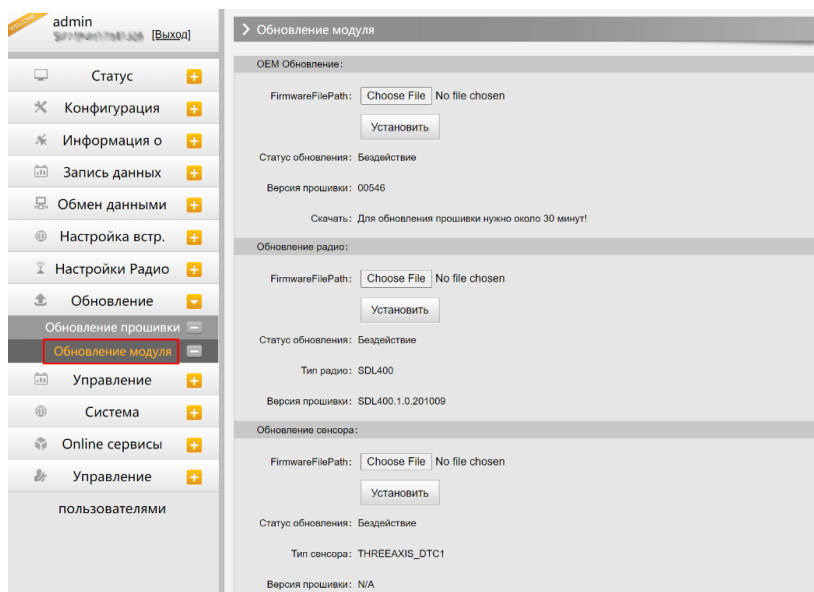 WELCOME
admin
[Выход]
Статус
Конфигурация
Информация о
Запись данных
Обмен данными
Настройка встр.
Настройки Радио
Обновление
Обновление прошивки
Обновление модуля
Управление
Система
Online сервисы
Управление
пользователями
Обновление модуля
OEM Обновление:
FirmwareFilePath: Choose File No file chosen
Установить
Статус обновления: Бездействие
Версия прошивки: 00546
Скачать: Для обновления прошивки нужно около 30 минут!
Обновление радио:
FirmwareFilePath: Choose File No file chosen
Установить
Статус обновления: Бездействие
Тип радио: SDL400
Версия прошивки: SDL400.1.0.201009
Обновление сенсора:
FirmwareFilePath: Choose File No file chosen
Установить
Статус обновления: Бездействие
Тип сенсора: THREEAXIS_DTC1
Версия прошивки: N/A